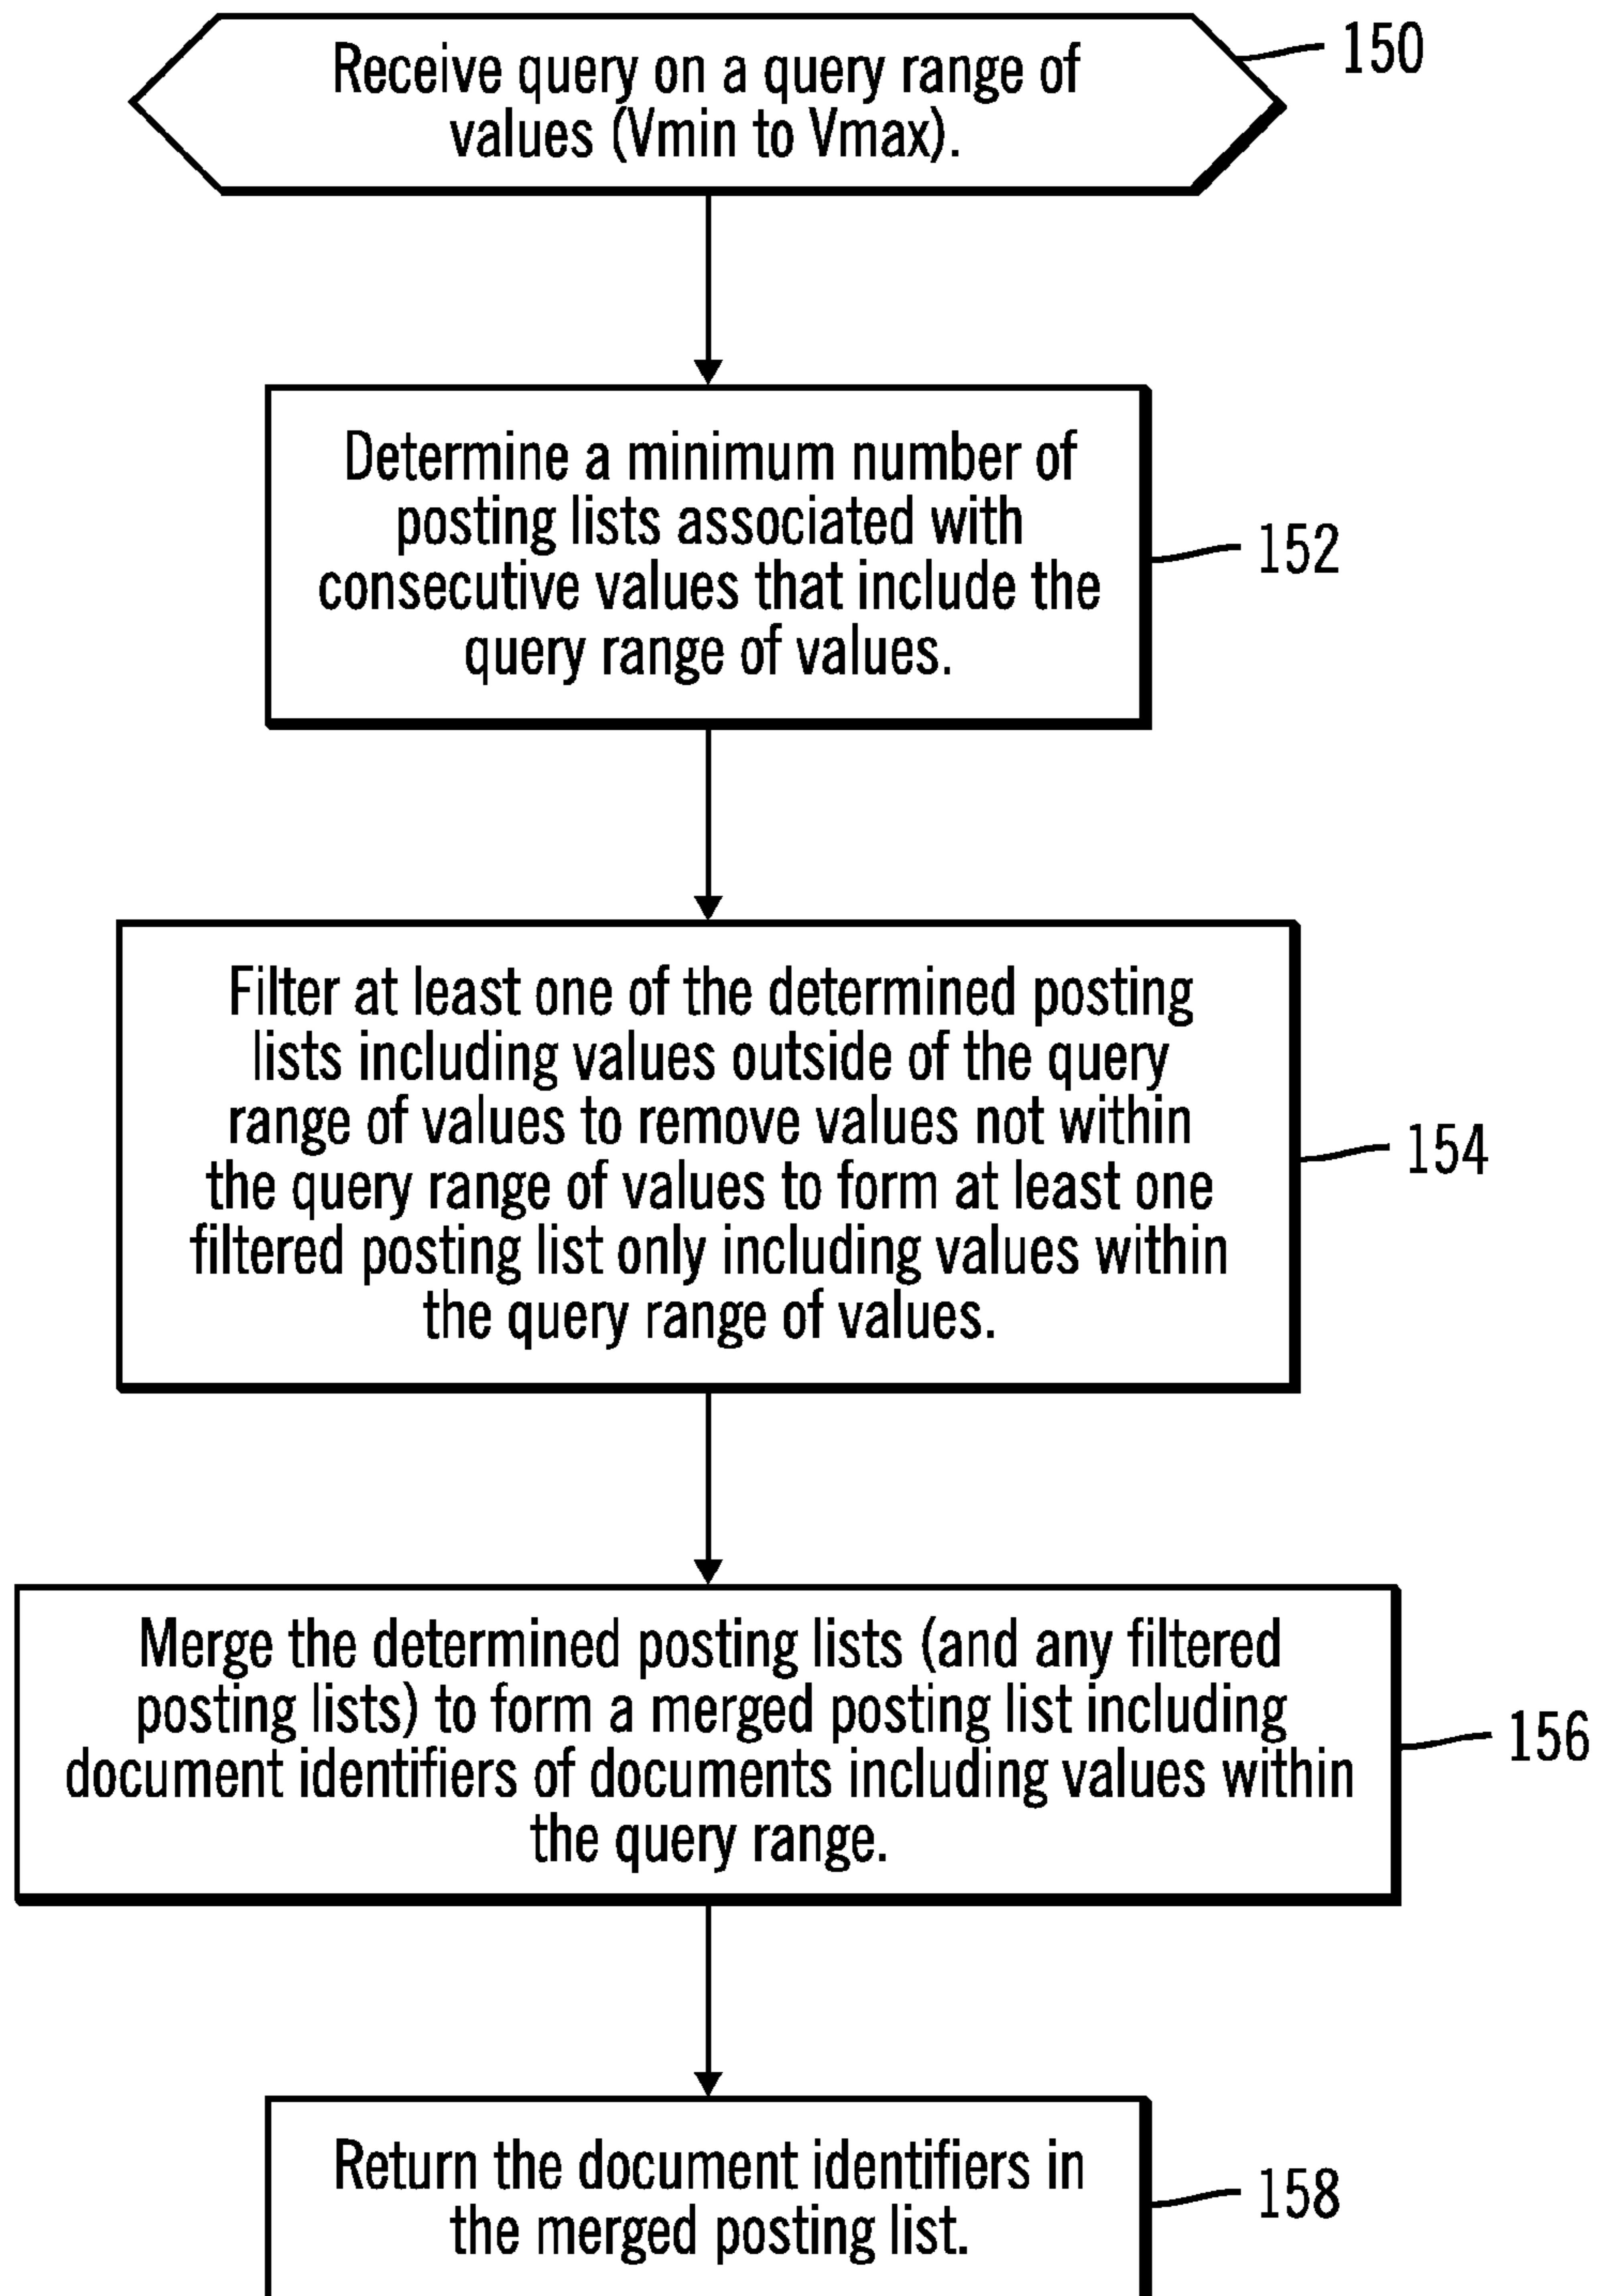 Receive query on a query range of
values (Vmin to Vmax).
150
Determine a minimum number of
posting lists associated with
consecutive values that include the
query range of values.
152
Filter at least one of the determined posting
lists including values outside of the query
range of values to remove values not within
the query range of values to form at least one
filtered posting list only including values within
the query range of values.
154
Merge the determined posting lists (and any filtered
posting lists) to form a merged posting list including
document identifiers of documents including values within
the query range.
156
Return the document identifiers in
the merged posting list.
158